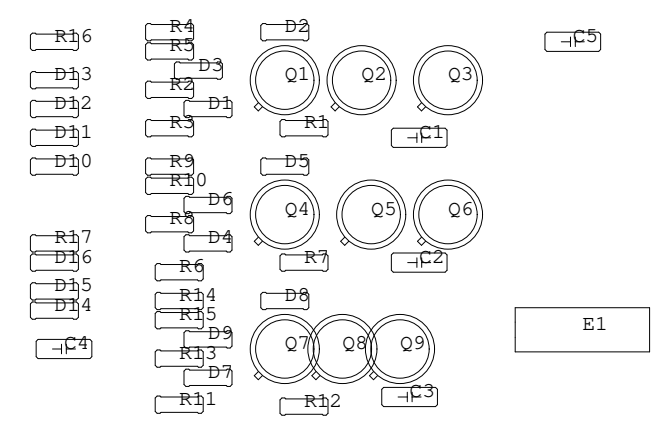 R16 R4 D2 C5
R5
D13 D3 Q1 Q2 Q3
R2
D12 D1
D11 R3 R1 C1
D10 R9 D5
R10
D6 Q4 Q5 Q6
R8
R17 D4
D16 R6 R7 C2
D15 R14 D8
D14 R15 E1
C4 D9 Q7 Q8 Q9
R13
D7
R11 R12 C3